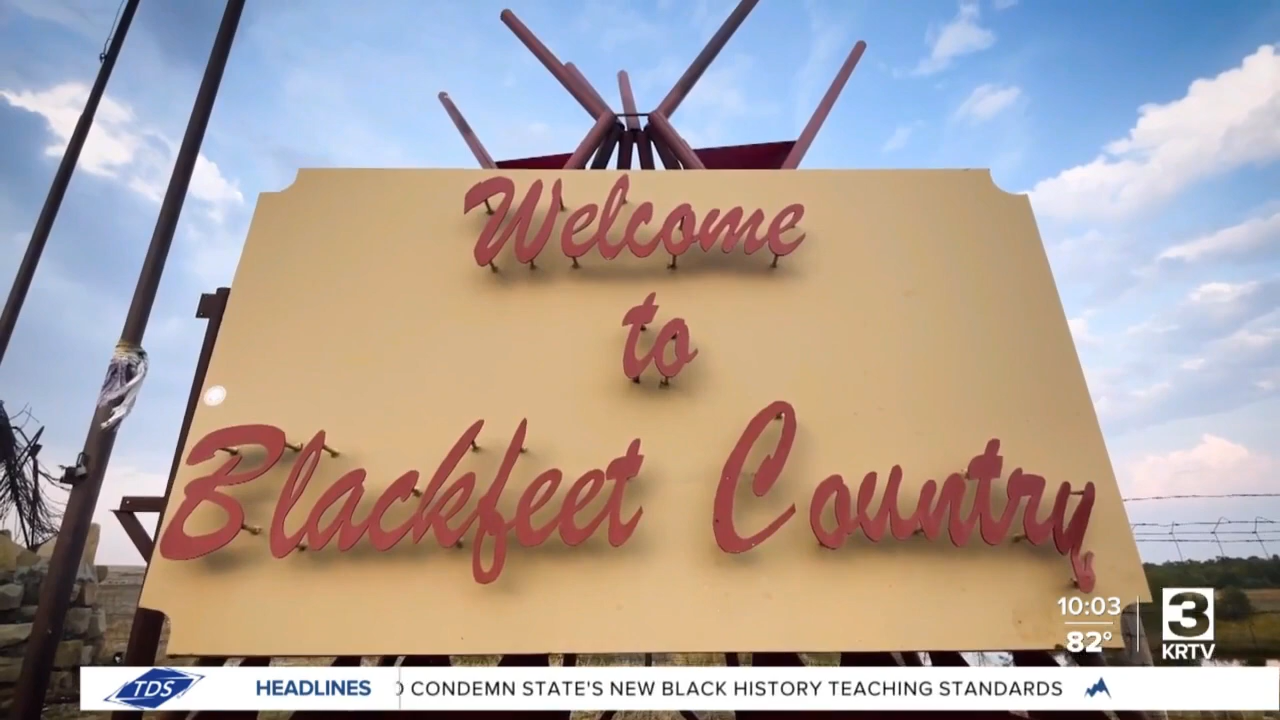 Welcome
to
Blackfeet Country
10:03
82°
3
KRTV
TDS
HEADLINES
CONDEMN STATE'S NEW BLACK HISTORY TEACHING STANDARDS